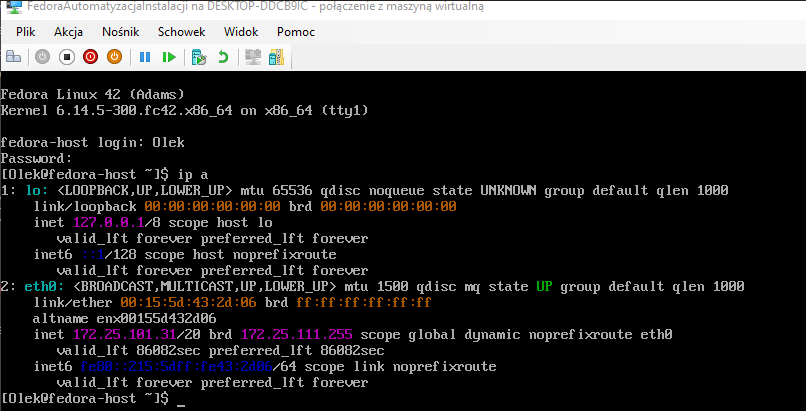 FedoraAutomatyzacjaInstalacji na DESKTOP-DDCB9IC - połączenie z maszyną wirtualną
Plik Akcja Nośnik Schowek Widok Pomoc
Fedora Linux 42 (Adams)
Kernel 6.14.5-300.fc42.x86_64 on x86_64 (tty1)
fedora-host login: Olek
Password:
[Olek@fedora-host ~]$ ip a
1: lo: <LOOPBACK,UP,LOWER_UP> mtu 65536 qdisc noqueue state UNKNOWN group default qlen 1000
link/loopback 00:00:00:00:00:00 brd 00:00:00:00:00:00
inet 127.0.0.1/8 scope host lo
valid_lft forever preferred_lft forever
inet6 ::1/128 scope host noprefixroute
valid_lft forever preferred_lft forever
2: eth0: <BROADCAST,MULTICAST,UP,LOWER_UP> mtu 1500 qdisc mq state UP group default qlen 1000
link/ether 00:15:5d:43:2d:06 brd ff:ff:ff:ff:ff:ff
altname enx00155d432d06
inet 172.25.101.31/20 brd 172.25.111.255 scope global dynamic noprefixroute eth0
valid_lft 86082sec preferred_lft 86082sec
inet6 fe80::215:5dff:fe43:2d06/64 scope link noprefixroute
valid_lft forever preferred_lft forever
[Olek@fedora-host ~]$ _